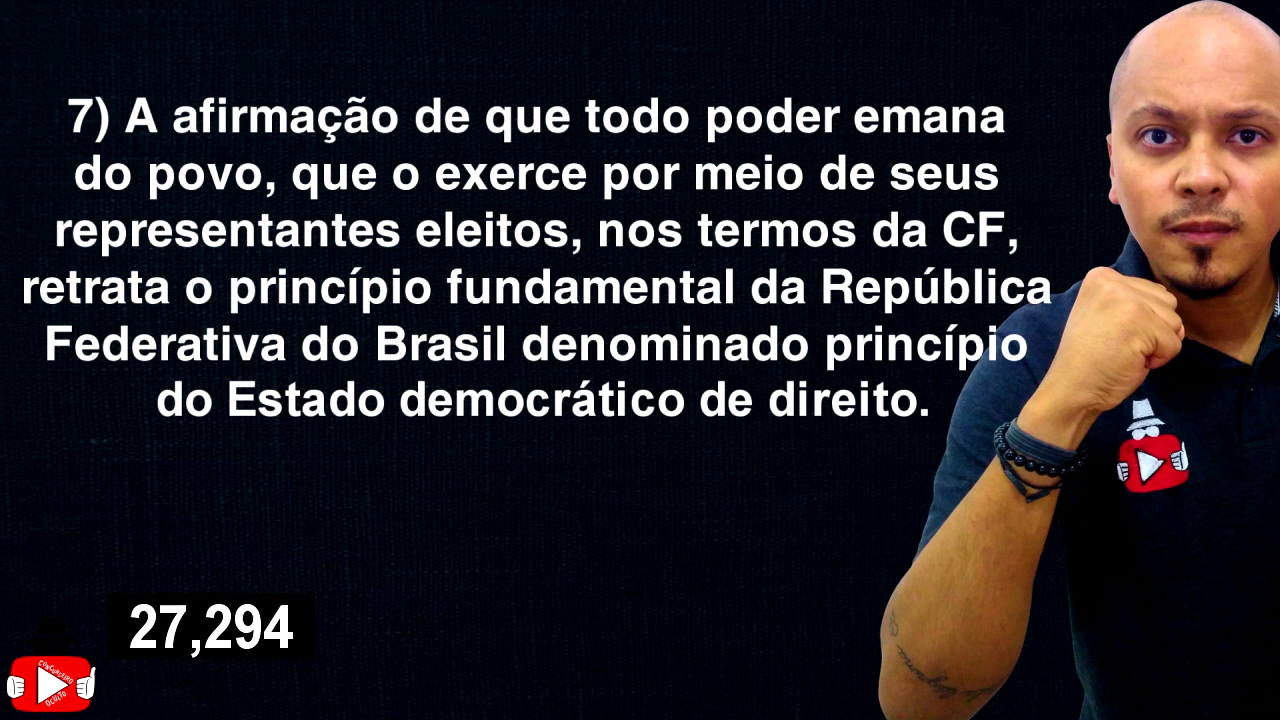 7) A afirmação de que todo poder emana
do povo, que o exerce por meio de seus
representantes eleitos, nos termos da CF,
retrata o princípio fundamental da República
Federativa do Brasil denominado princípio
do Estado democrático de direito.
27,294
CONCURSEIRO
OCULTO